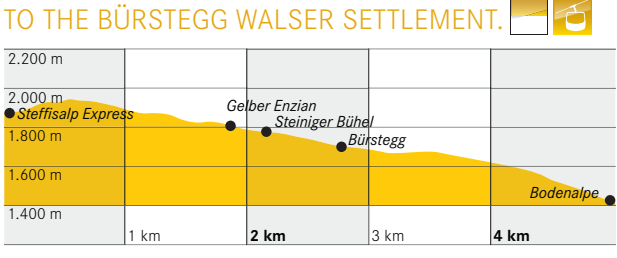 TO THE BÜRSTEGG WALSER SETTLEMENT.
2.200 m
2.000 m
Steffisalp Express
Gelber Enzian
Steiniger Bühel
Bürstegg
1.800 m
1.600 m
Bodenalpe
1.400 m
1 km
2 km
3 km
4 km